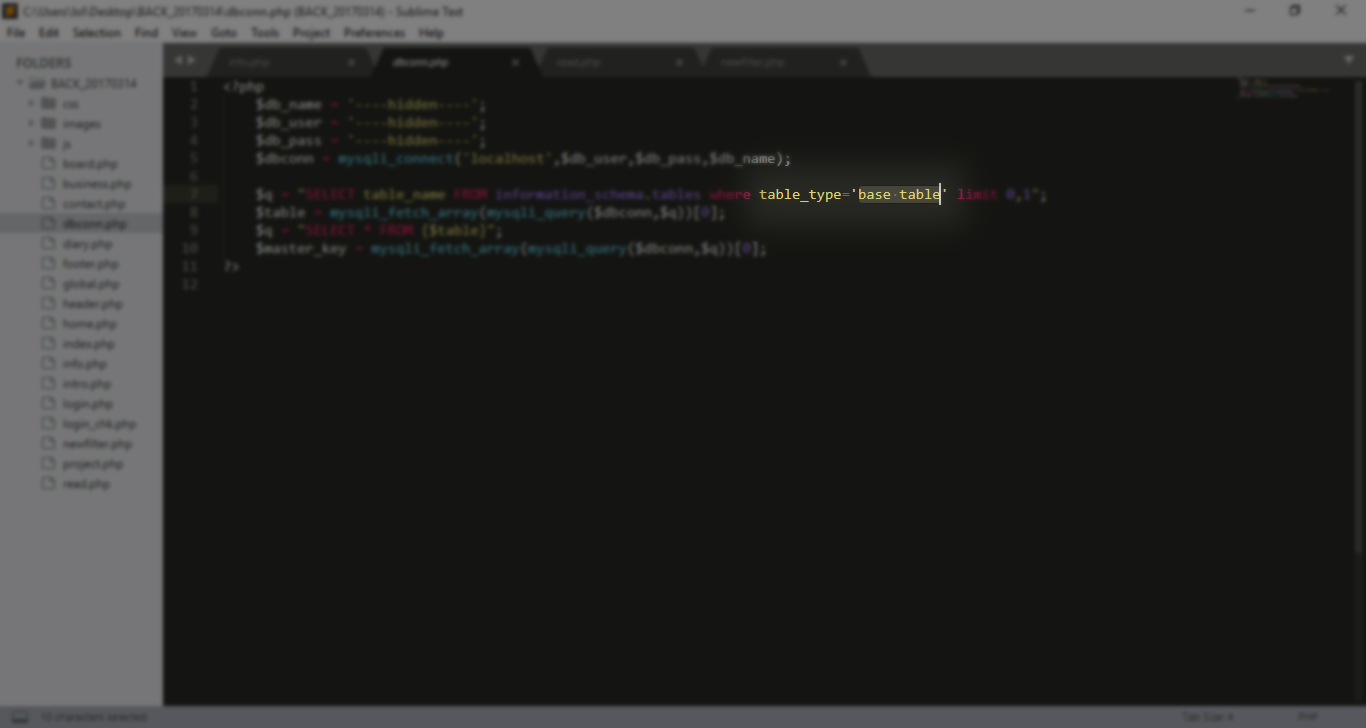 C:\Users\Jsl\Desktop\BACK_20170314\dbconn.php (BACK_20170314) - Sublime Text
File Edit Selection Find View Goto Tools Project Preferences Help
FOLDERS
BACK_20170314
css
images
js
board.php
business.php
contact.php
dbconn.php
diary.php
footer.php
global.php
header.php
home.php
index.php
info.php
intro.php
login.php
login_chk.php
newfilter.php
project.php
read.php
info.php dbconn.php read.php newfilter.php
1 <?php
2 $db_name = '----hidden----';
3 $db_user = '----hidden----';
4 $db_pass = '----hidden----';
5 $dbconn = mysqli_connect('localhost',$db_user,$db_pass,$db_name);
6
7 $q = "SELECT table_name FROM information_schema.tables where table_type='base table' limit 0,1";
8 $table = mysqli_fetch_array(mysqli_query($dbconn,$q))[0];
9 $q = "SELECT * FROM {$table}";
10 $master_key = mysqli_fetch_array(mysqli_query($dbconn,$q))[0];
11 ?>
12
10 characters selected
Tab Size: 4 PHP